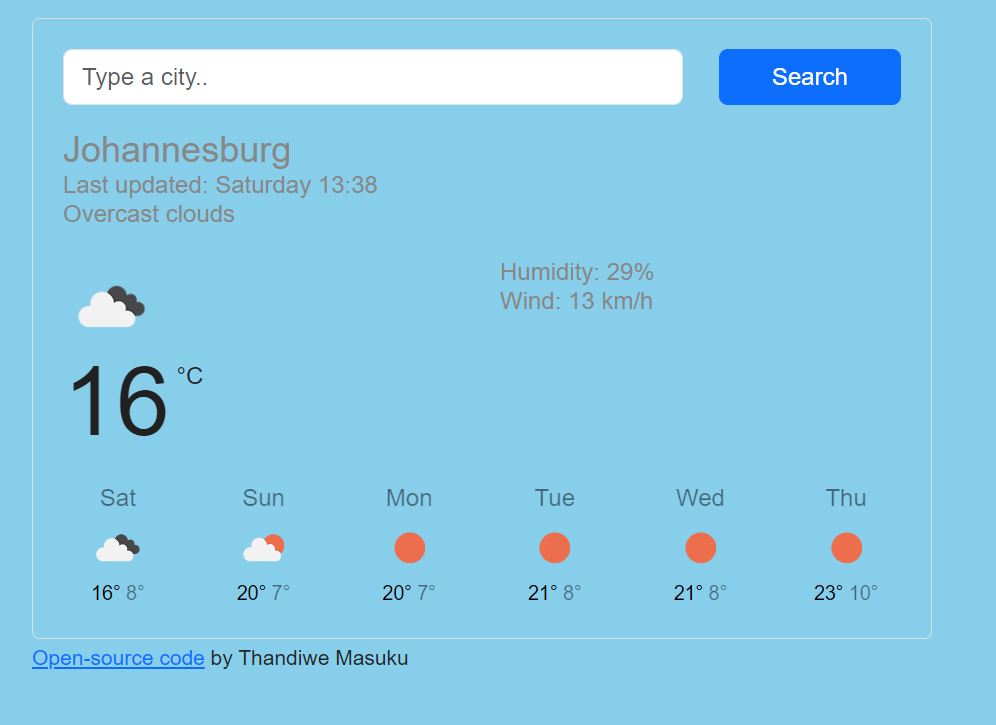 Type a city..
Search
Johannesburg
Last updated: Saturday 13:38
Overcast clouds
Humidity: 29%
Wind: 13 km/h
16 °C
Sat Sun Mon Tue Wed Thu
16° 8° 20° 7° 20° 7° 21° 8° 21° 8° 23° 10°
Open-source code by Thandiwe Masuku